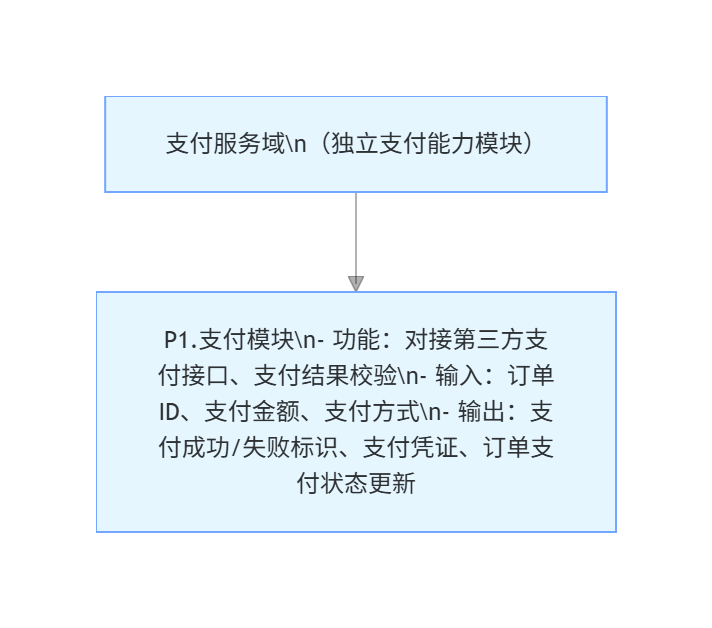 支付服务域\n（独立支付能力模块）
P1.支付模块\n- 功能：对接第三方支
付接口、支付结果校验\n- 输入：订单
ID、支付金额、支付方式\n- 输出：支
付成功/失败标识、支付凭证、订单支
付状态更新